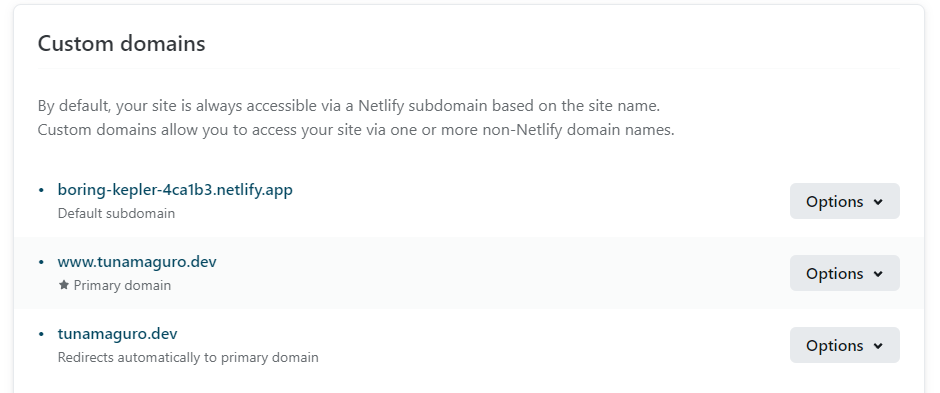 Custom domains
By default, your site is always accessible via a Netlify subdomain based on the site name.
Custom domains allow you to access your site via one or more non-Netlify domain names.
• boring-kepler-4ca1b3.netlify.app
Default subdomain
Options
• www.tunamaguro.dev
★ Primary domain
Options
• tunamaguro.dev
Redirects automatically to primary domain
Options